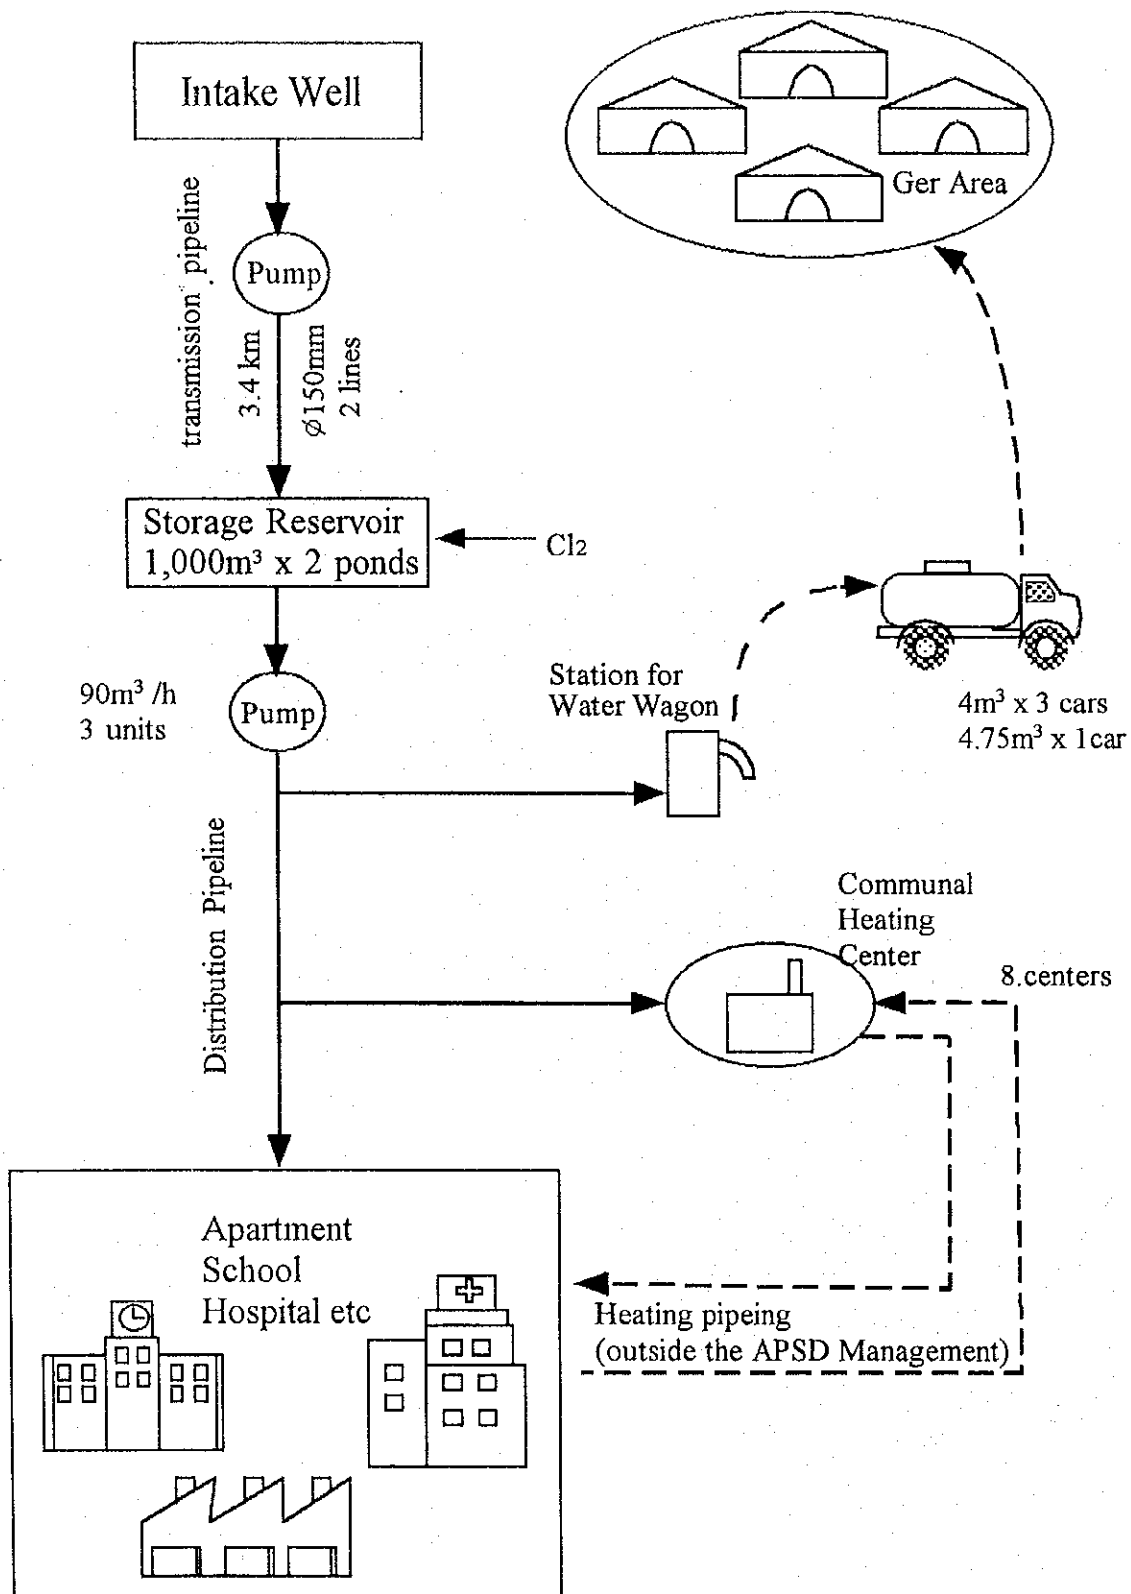 Intake Well
Ger Area
transmission pipeline
Pump
3.4 km
Ø150mm
2 lines
Storage Reservoir
1,000m³ x 2 ponds
Cl₂
90m³ /h
3 units
Pump
Station for
Water Wagon
4m³ x 3 cars
4.75m³ x 1car
Distribution Pipeline
Communal
Heating
Center
8.centers
Apartment
School
Hospital etc
Heating pipeing
(outside the APSD Management)